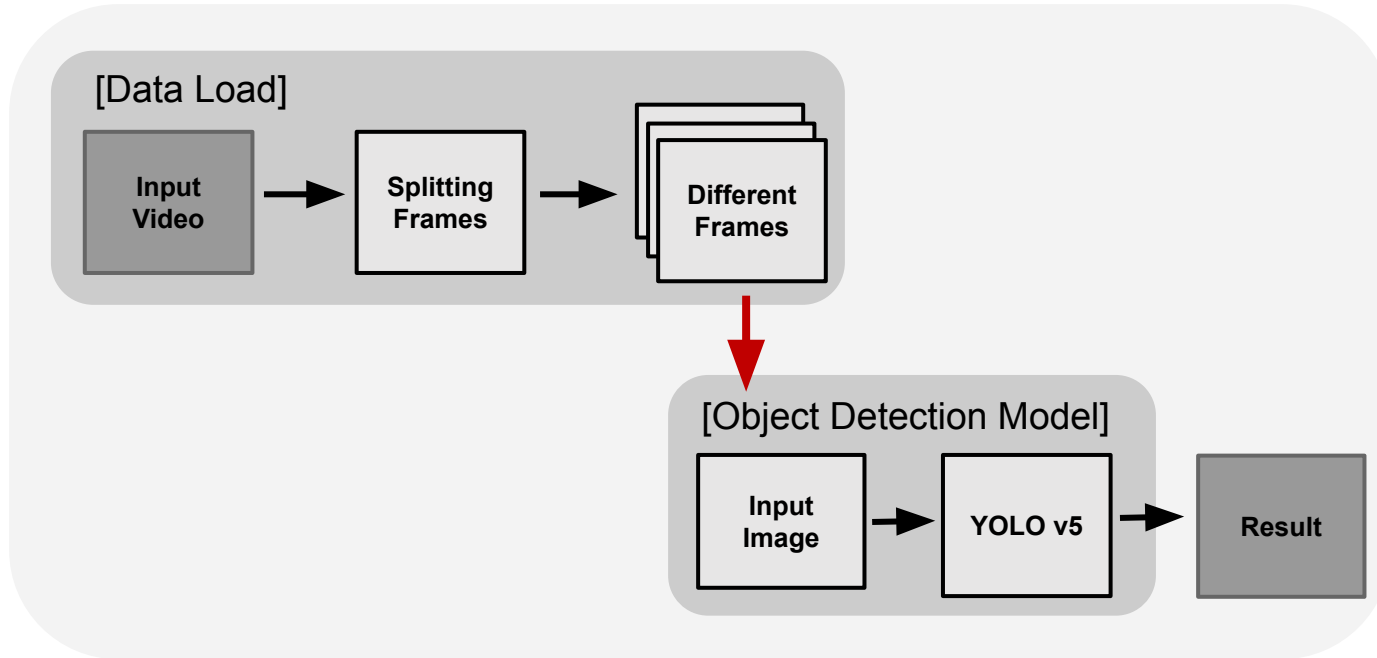 [Data Load]
Input
Video
Splitting
Frames
Different
Frames
[Object Detection Model]
Input
Image
YOLO v5
Result